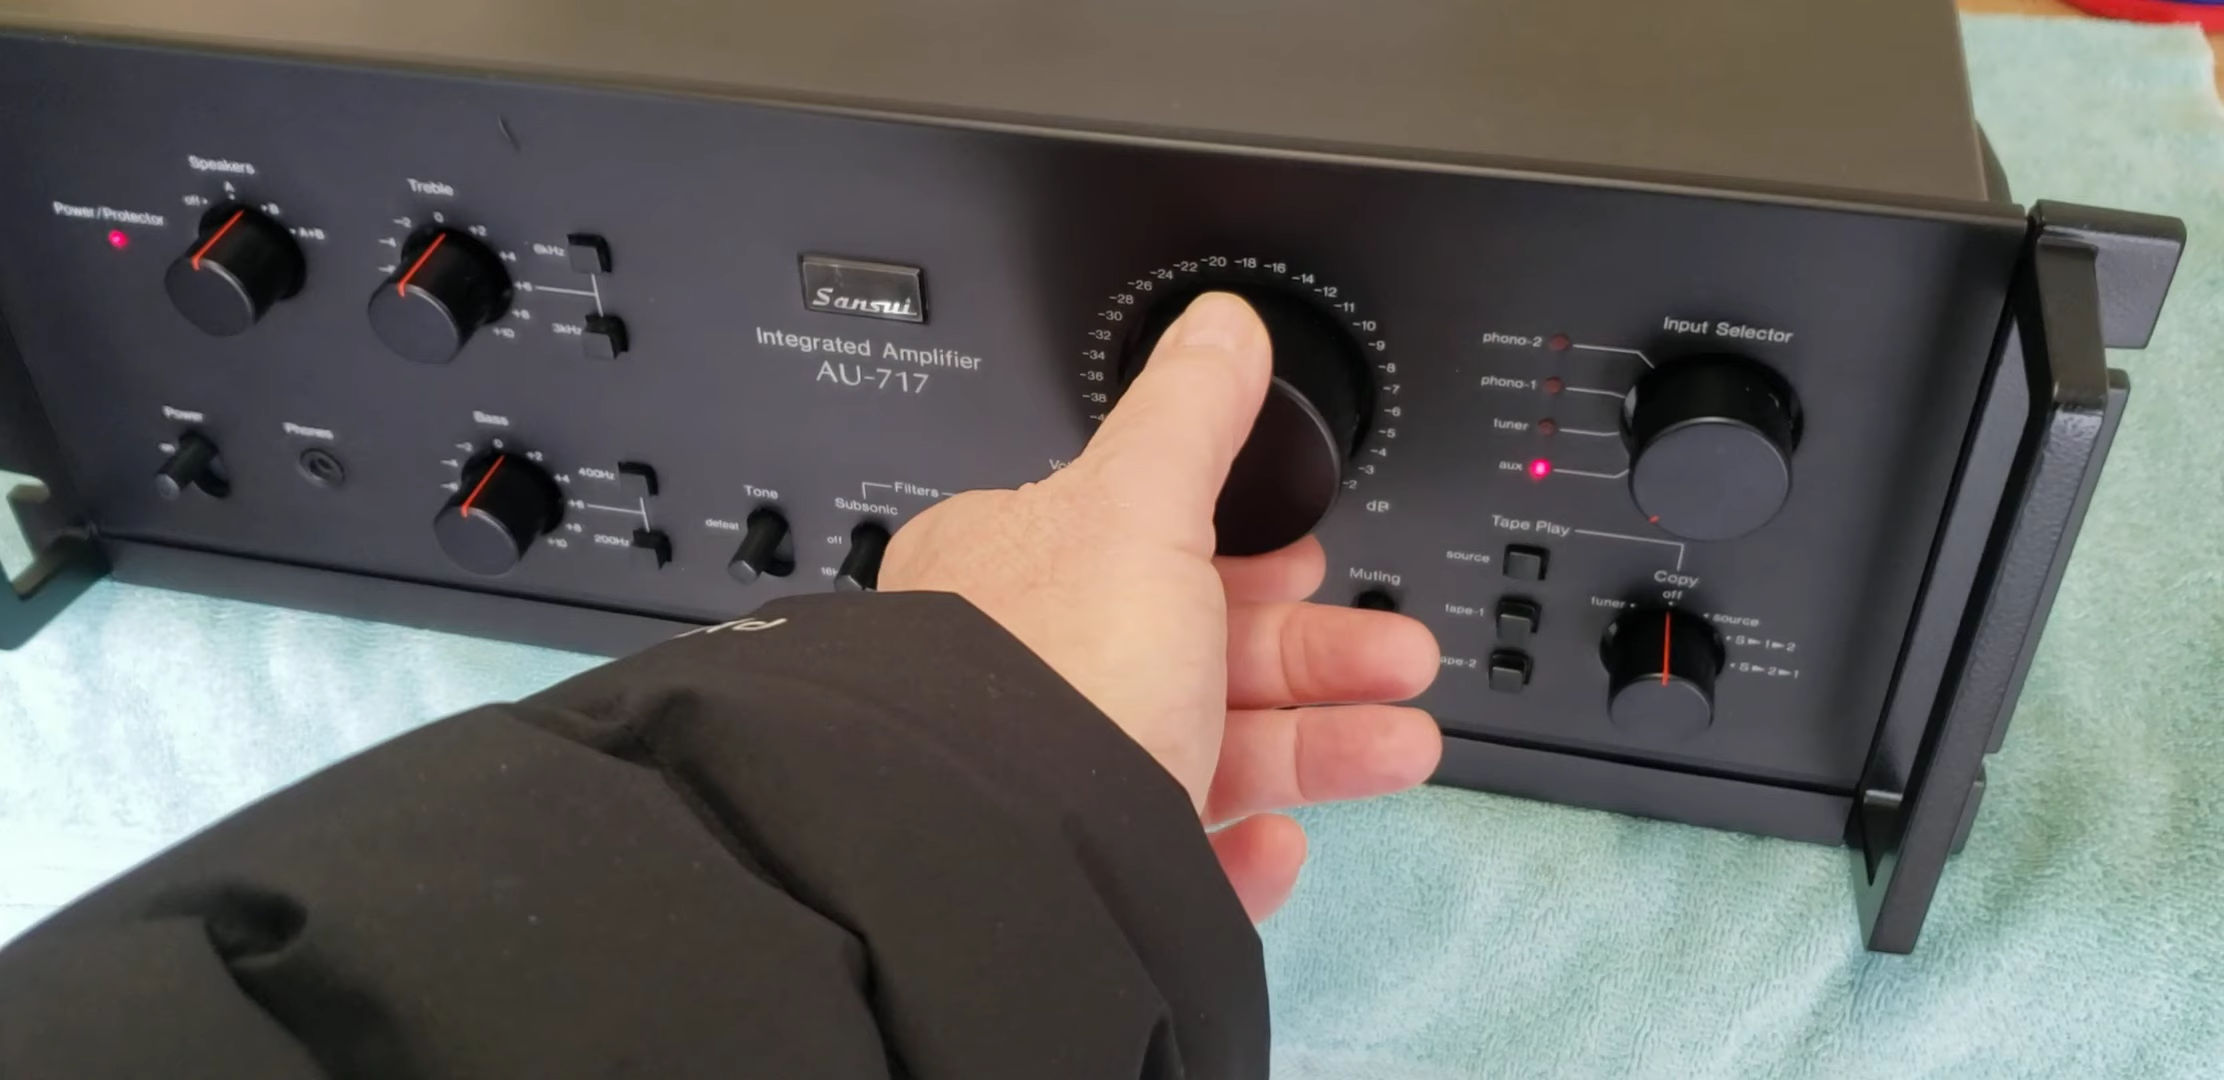 Speakers
off
A
B
A+B
Power/Protector
Treble
-2
0
+2
-4
+4
+6
+8
+10
6kHz
3kHz
Sansui
Integrated Amplifier
AU-717
Power
Phones
Bass
-2
0
+2
-4
+4
+6
+8
+10
400Hz
200Hz
Tone
defeat
Filters
Subsonic
off
-38
-36
-34
-32
-30
-28
-26
-24
-22
-20
-18
-16
-14
-12
-11
-10
-9
-8
-7
-6
-5
-4
-3
-2
dB
Muting
Input Selector
phono-2
phono-1
tuner
aux
Tape Play
source
tape-1
Copy
off
tuner
source
S►1►2
S►2►1